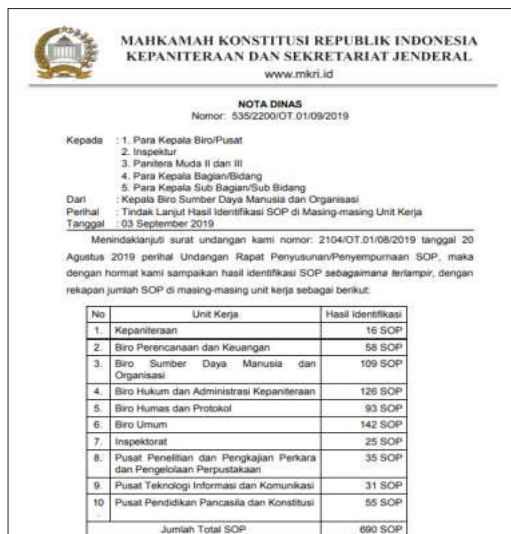 MAHKAMAH KONSTITUSI REPUBLIK INDONESIA
KEPANITERAAN DAN SEKRETARIAT JENDERAL
www.mkri.id
NOTA DINAS
Nomor: 535/2200/OT.01/09/2019
Kepada : 1. Para Kepala Biro/Pusat
2. Inspektur
3. Panitera Muda II dan III
4. Para Kepala Bagian/Bidang
5. Para Kepala Sub Bagian/Sub Bidang
Dari : Kepala Biro Sumber Daya Manusia dan Organisasi
Perihal : Tindak Lanjut Hasil Identifikasi SOP di Masing-masing Unit Kerja
Tanggal : 03 September 2019
Menindaklanjuti surat undangan kami nomor: 2104/OT.01/08/2019 tanggal 20
Agustus 2019 perihal Undangan Rapat Penyusunan/Penyempurnaan SOP, maka
dengan hormat kami sampaikan hasil identifikasi SOP sebagaimana terlampir, dengan
rekapan jumlah SOP di masing-masing unit kerja sebagai berikut:
No Unit Kerja Hasil Identifikasi
1. Kepaniteraan 16 SOP
2. Biro Perencanaan dan Keuangan 58 SOP
3. Biro Sumber Daya Manusia dan 109 SOP
Organisasi
4. Biro Hukum dan Administrasi Kepaniteraan 126 SOP
5. Biro Humas dan Protokol 93 SOP
6. Biro Umum 142 SOP
7. Inspektorat 25 SOP
8. Pusat Penelitian dan Pengkajian Perkara 35 SOP
dan Pengelolaan Perpustakaan
9. Pusat Teknologi Informasi dan Komunikasi 31 SOP
10 Pusat Pendidikan Pancasila dan Konstitusi 55 SOP
.
Jumlah Total SOP 690 SOP